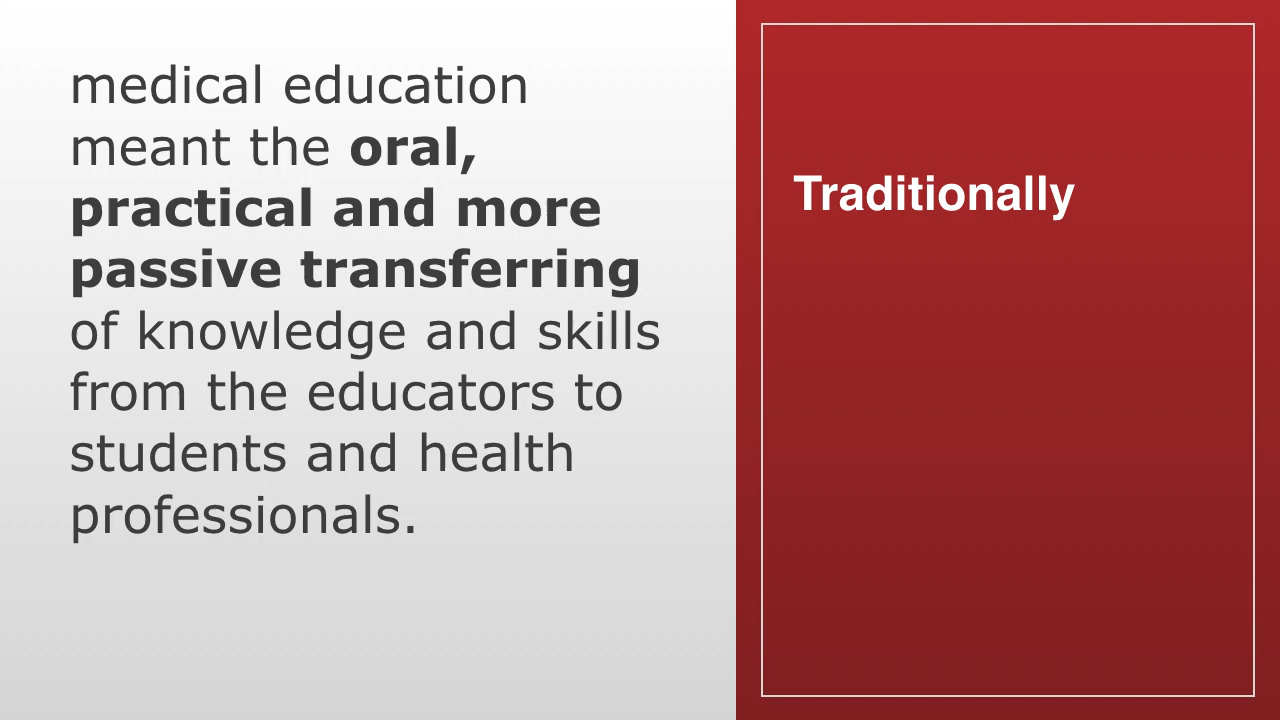 medical education
meant the oral,
practical and more
passive transferring
of knowledge and skills
from the educators to
students and health
professionals.
Traditionally